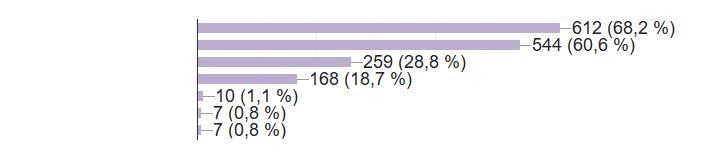 612 (68,2 %)
544 (60,6 %)
259 (28,8 %)
168 (18,7 %)
10 (1,1 %)
7 (0,8 %)
7 (0,8 %)